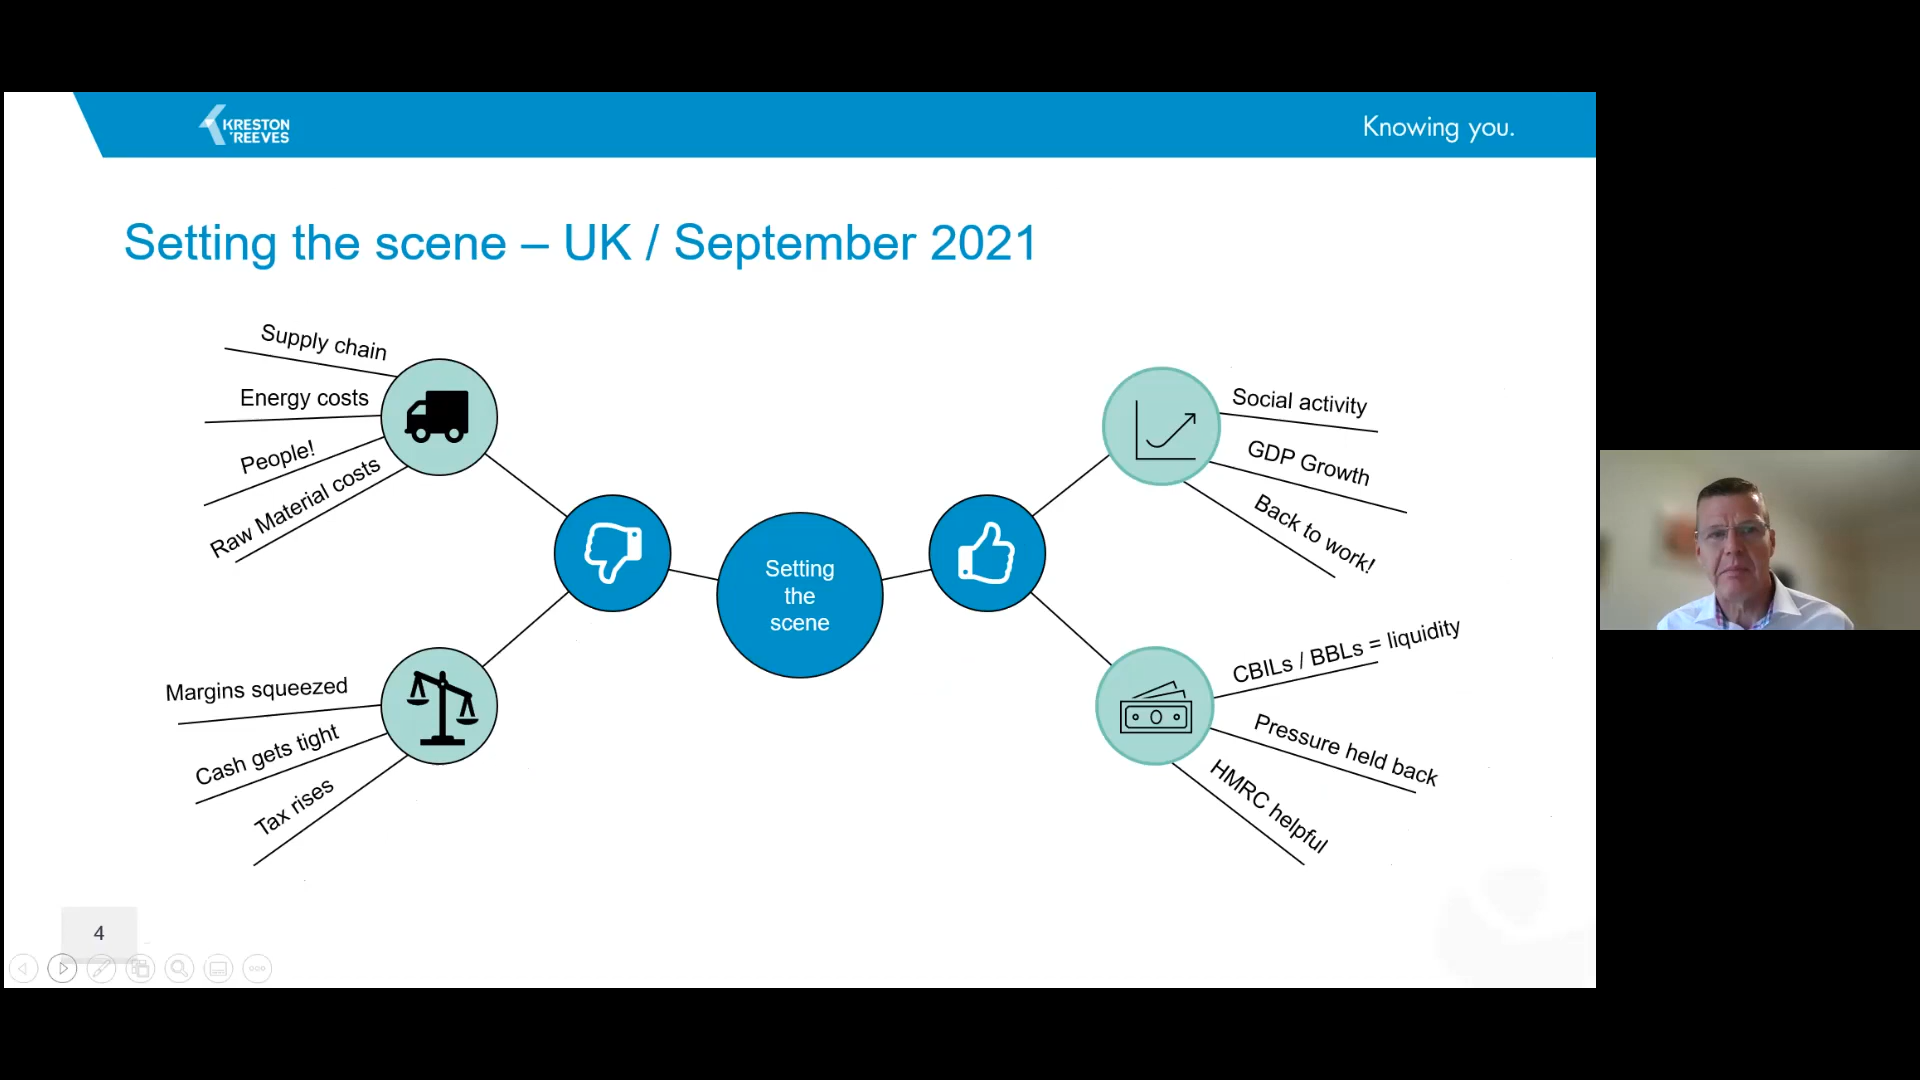 KRESTON
REEVES
Knowing you.
Setting the scene – UK / September 2021
Supply chain
Energy costs
People!
Raw Material costs
Margins squeezed
Cash gets tight
Tax rises
Setting
the
scene
Social activity
GDP Growth
Back to work!
CBILs / BBLs = liquidity
Pressure held back
HMRC helpful
4